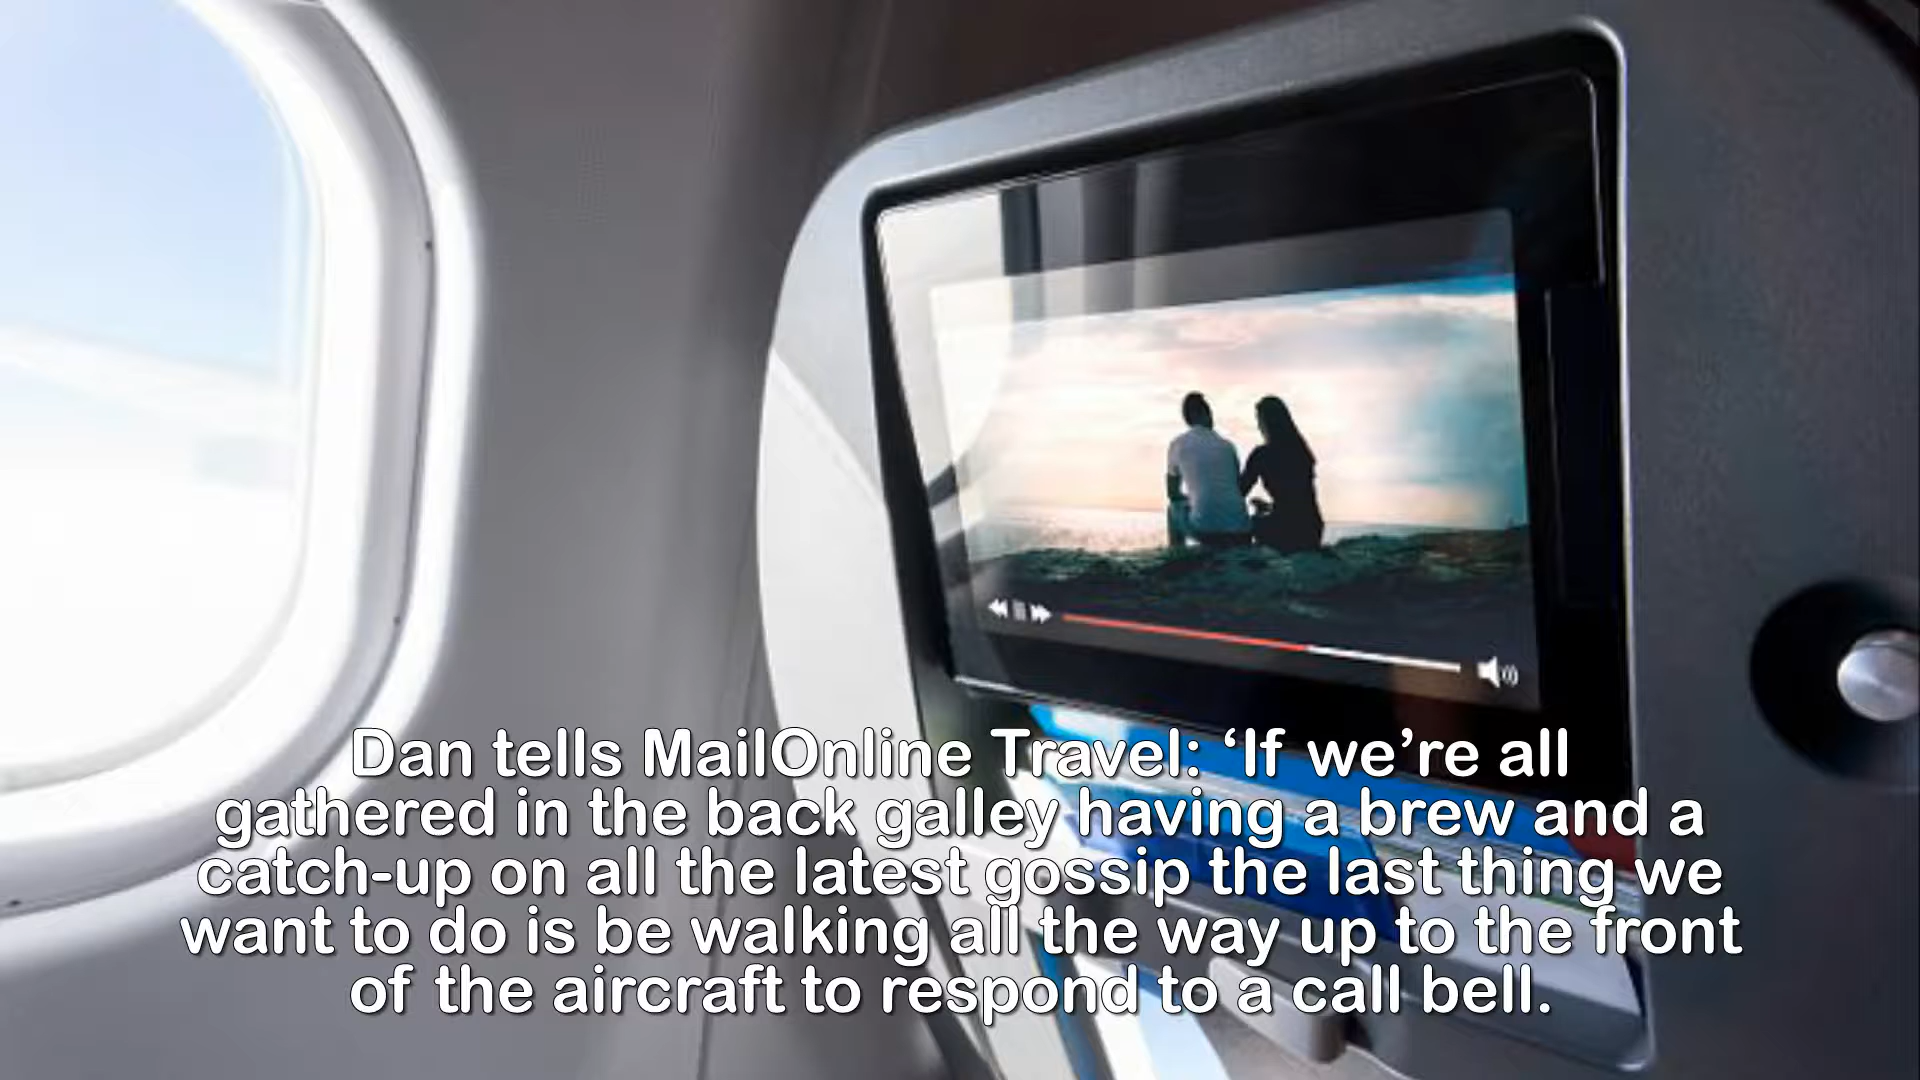 Dan tells MailOnline Travel: ‘If we’re all
gathered in the back galley having a brew and a
catch-up on all the latest gossip the last thing we
want to do is be walking all the way up to the front
of the aircraft to respond to a call bell.